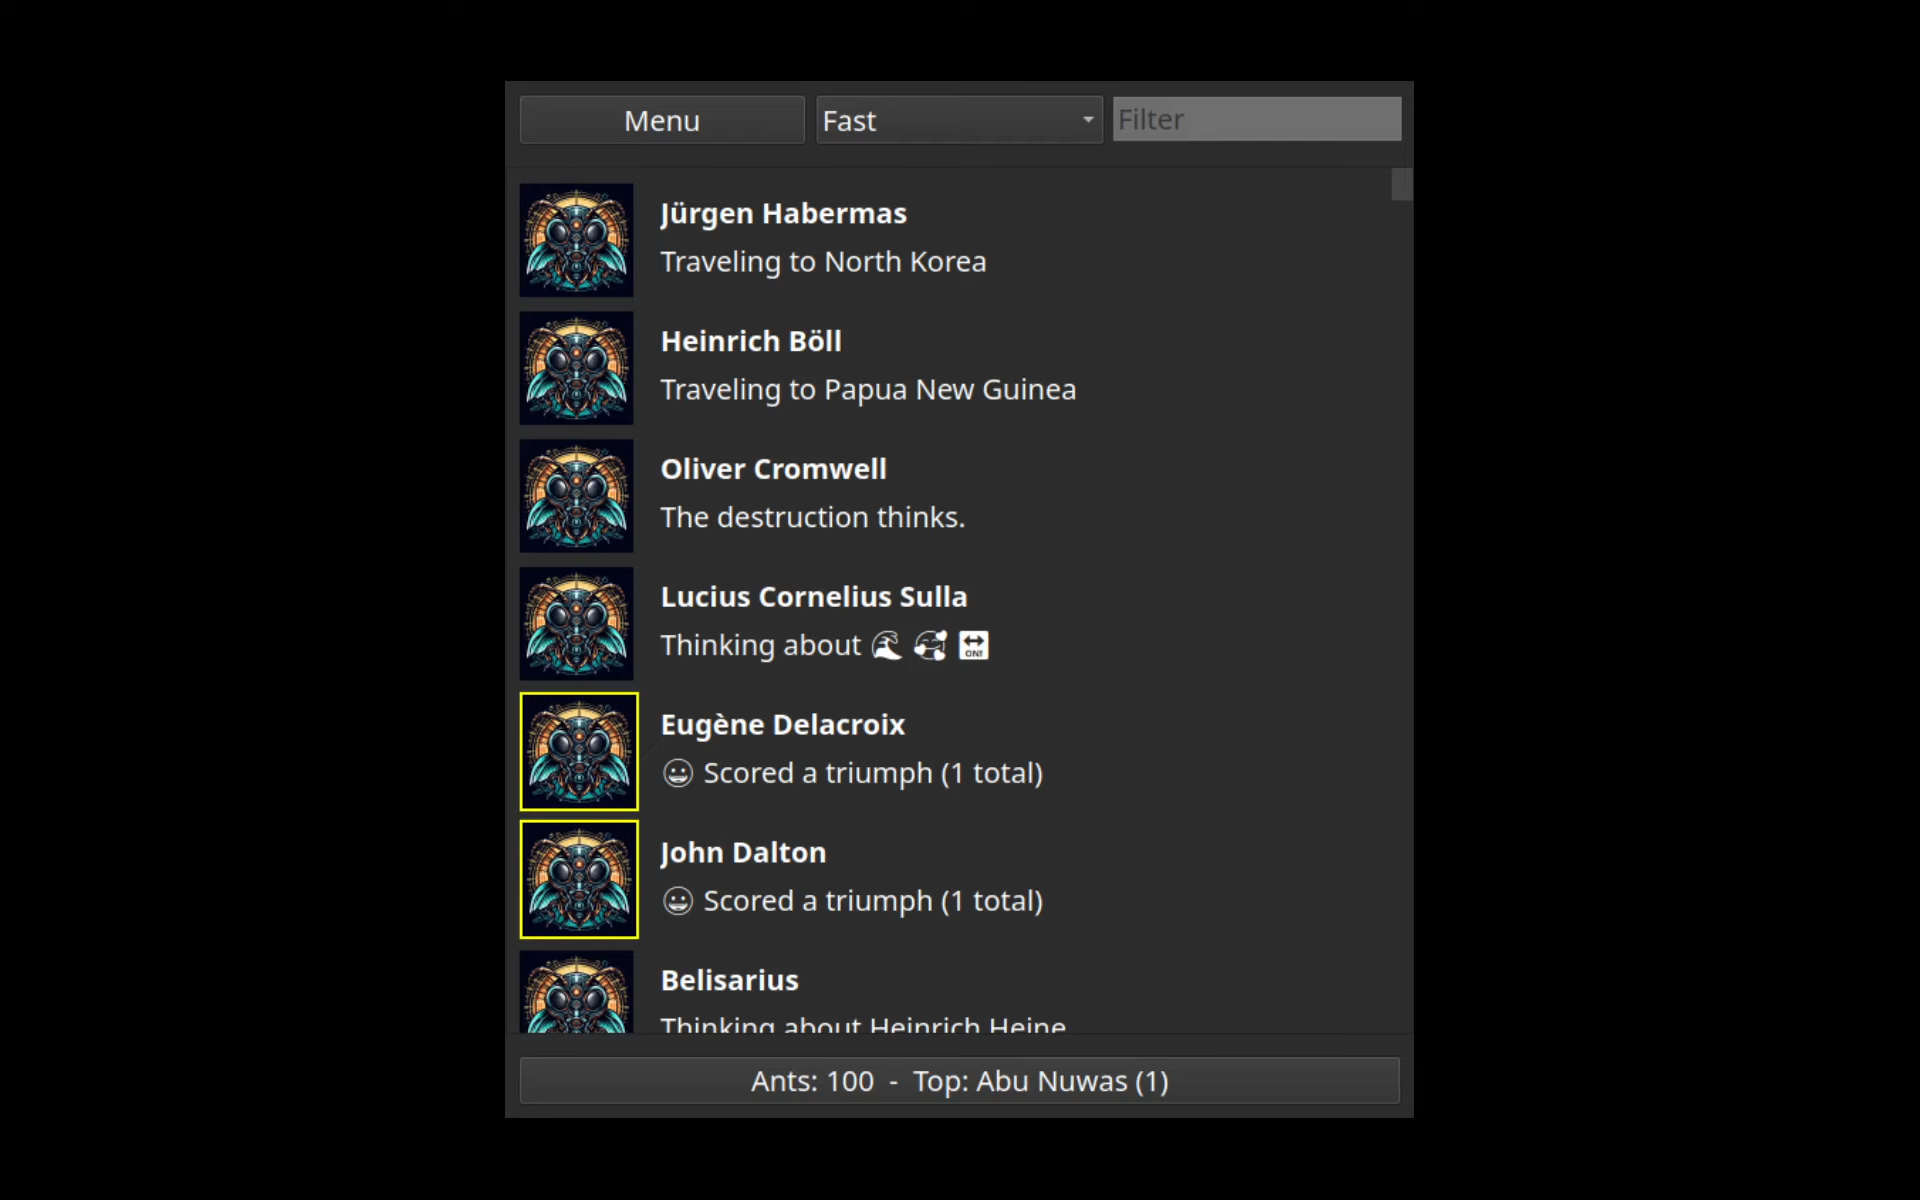 Menu
Fast
Filter
Jürgen Habermas
Traveling to North Korea
Heinrich Böll
Traveling to Papua New Guinea
Oliver Cromwell
The destruction thinks.
Lucius Cornelius Sulla
Thinking about 🌊 🥰 🔛
Eugène Delacroix
😀 Scored a triumph (1 total)
John Dalton
😀 Scored a triumph (1 total)
Belisarius
Thinking about Heinrich Heine
Ants: 100 - Top: Abu Nuwas (1)